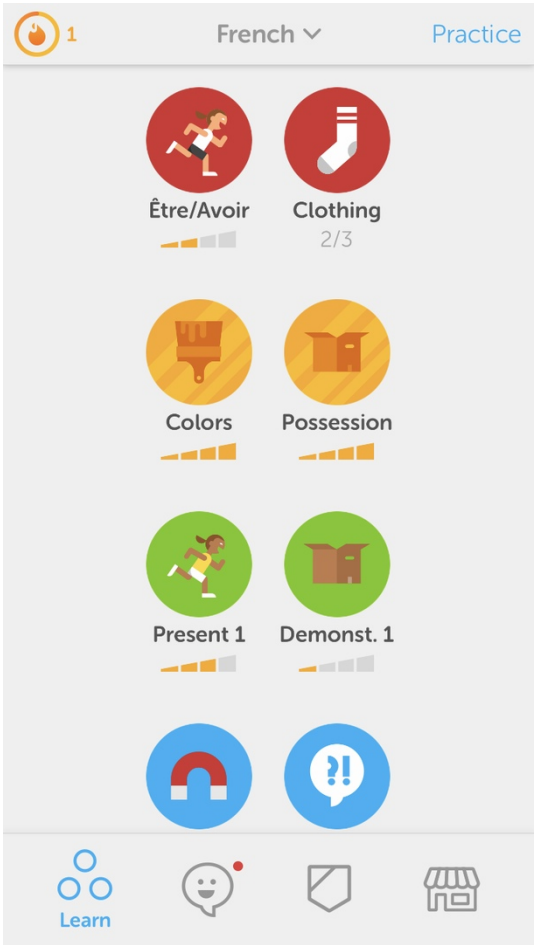 1 French Practice
Être/Avoir Clothing
2/3
Colors Possession
Present 1 Demonst. 1
?!
Learn